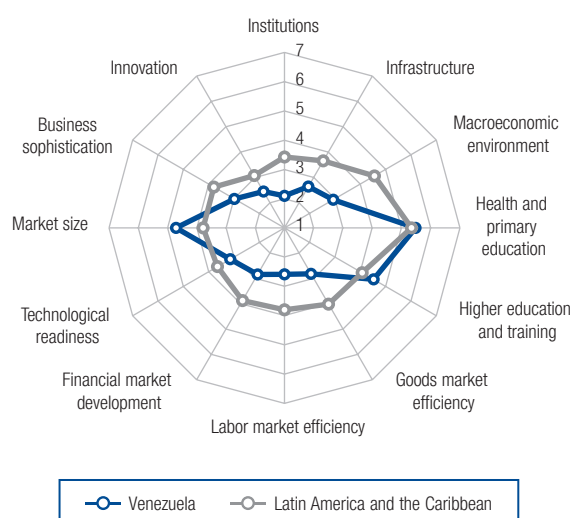 Institutions
7
6
5
4
3
2
1
Infrastructure
Macroeconomic
environment
Health and
primary
education
Higher education
and training
Goods market
efficiency
Labor market efficiency
Financial market
development
Technological
readiness
Market size
Business
sophistication
Innovation
Venezuela
Latin America and the Caribbean